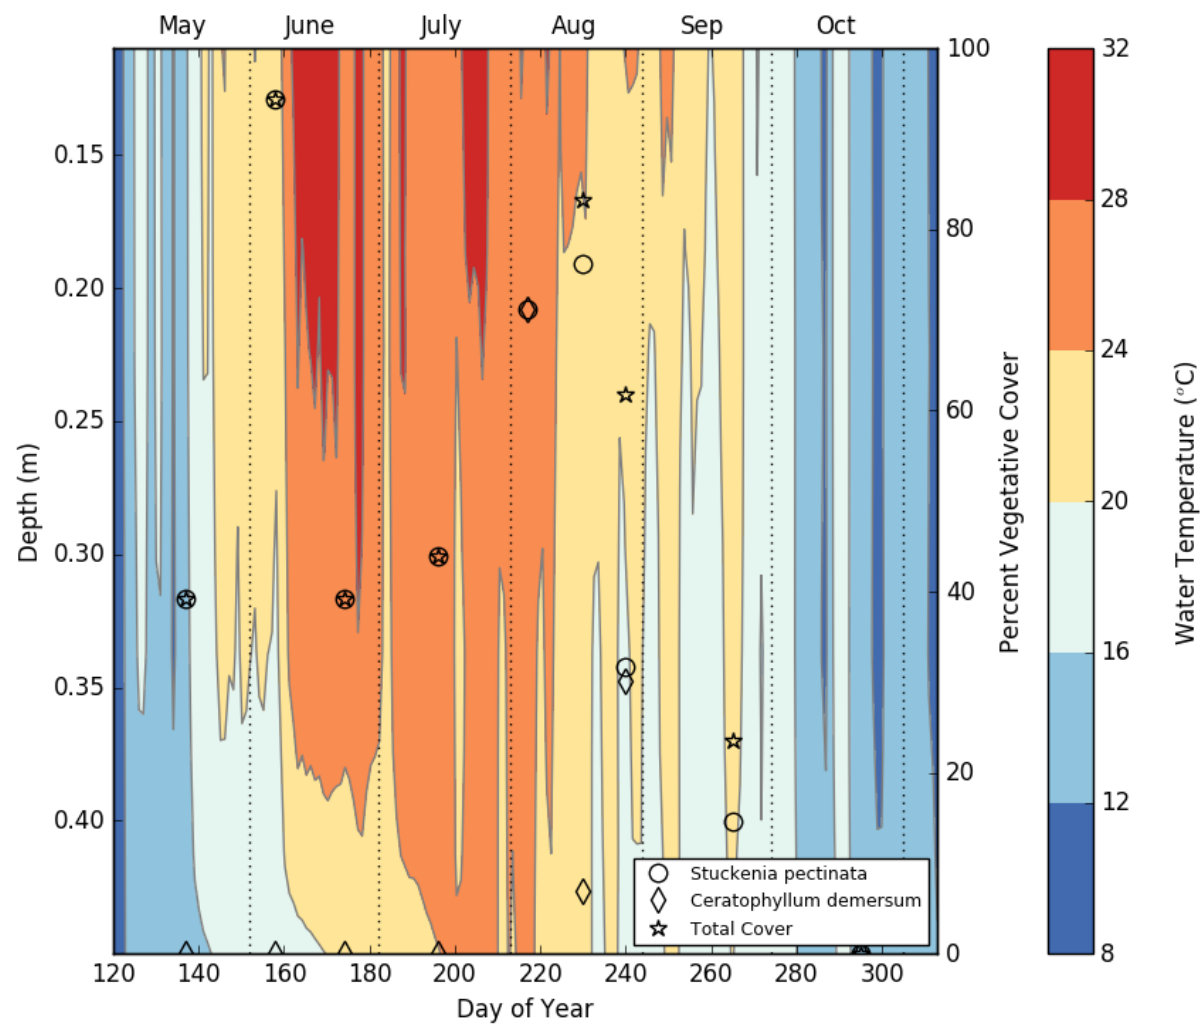 May June July Aug Sep Oct
0.15
0.20
0.25
0.30
0.35
0.40
Depth (m)
120 140 160 180 200 220 240 260 280 300
Day of Year
100
80
60
40
20
0
Percent Vegetative Cover
Stuckenia pectinata
Ceratophyllum demersum
Total Cover
32
28
24
20
16
12
8
Water Temperature (°C)